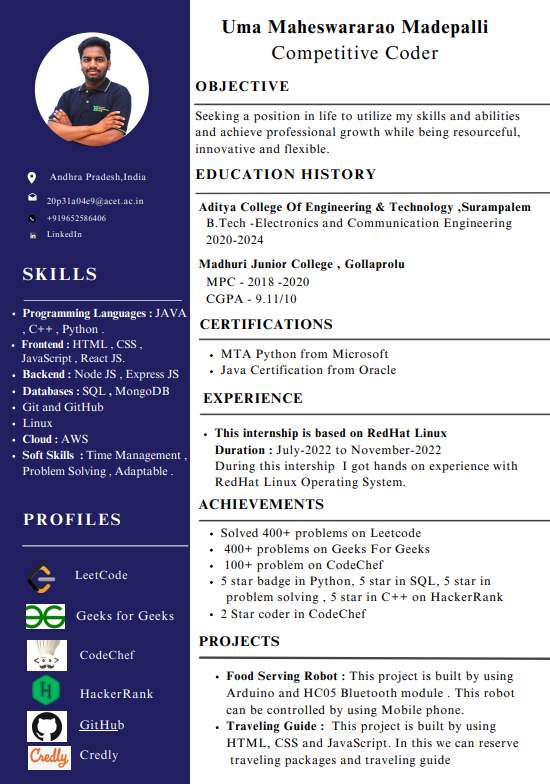 Uma Maheswararao Madepalli
Competitive Coder
Andhra Pradesh,India
20p31a04e9@acet.ac.in
+919652586406
LinkedIn
SKILLS
• Programming Languages : JAVA
, C++ , Python .
• Frontend : HTML , CSS ,
JavaScript , React JS.
• Backend : Node JS , Express JS
• Databases : SQL , MongoDB
• Git and GitHub
• Linux
• Cloud : AWS
• Soft Skills : Time Management ,
Problem Solving , Adaptable .
PROFILES
LeetCode
Geeks for Geeks
CodeChef
HackerRank
GitHub
Credly
Credly
OBJECTIVE
Seeking a position in life to utilize my skills and abilities
and achieve professional growth while being resourceful,
innovative and flexible.
EDUCATION HISTORY
Aditya College Of Engineering & Technology ,Surampalem
B.Tech -Electronics and Communication Engineering
2020-2024
Madhuri Junior College , Gollaprolu
MPC - 2018 -2020
CGPA - 9.11/10
CERTIFICATIONS
• MTA Python from Microsoft
• Java Certification from Oracle
EXPERIENCE
• This internship is based on RedHat Linux
Duration : July-2022 to November-2022
During this intership I got hands on experience with
RedHat Linux Operating System.
ACHIEVEMENTS
• Solved 400+ problems on Leetcode
• 400+ problems on Geeks For Geeks
• 100+ problem on CodeChef
• 5 star badge in Python, 5 star in SQL, 5 star in
problem solving , 5 star in C++ on HackerRank
• 2 Star coder in CodeChef
PROJECTS
• Food Serving Robot : This project is built by using
Arduino and HC05 Bluetooth module . This robot
can be controlled by using Mobile phone.
• Traveling Guide : This project is built by using
HTML, CSS and JavaScript. In this we can reserve
traveling packages and traveling guide